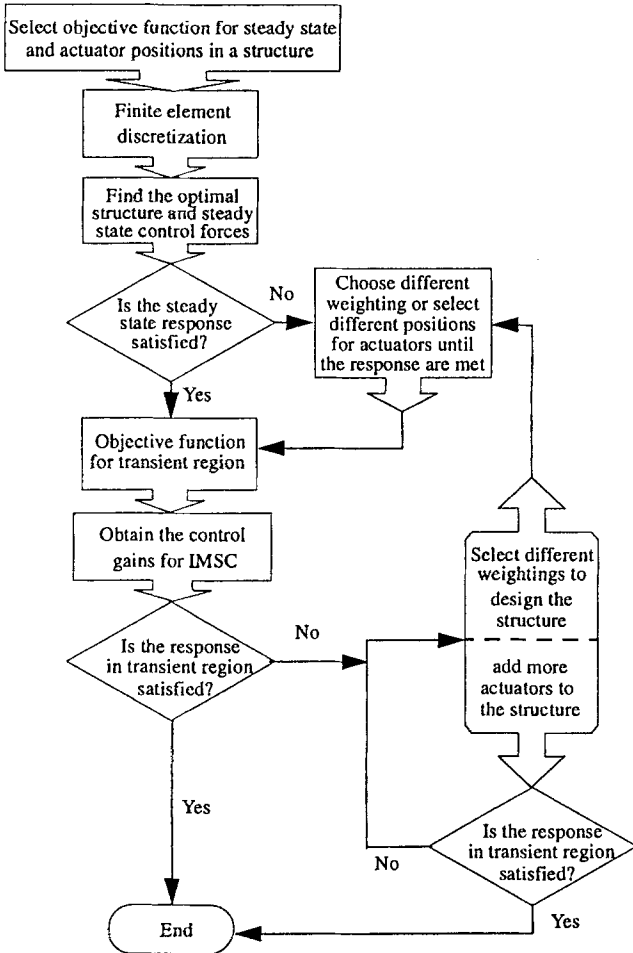 Select objective function for steady state
and actuator positions in a structure
Finite element
discretization
Find the optimal
structure and steady
state control forces
Is the steady
state response
satisfied?
No
Choose different
weighting or select
different positions
for actuators until
the response are met
Yes
Objective function
for transient region
Obtain the control
gains for IMSC
Is the response
in transient region
satisfied?
No
Select different
weightings to
design the
structure
add more
actuators to
the structure
Yes
Is the response
in transient region
satisfied?
No
Yes
End